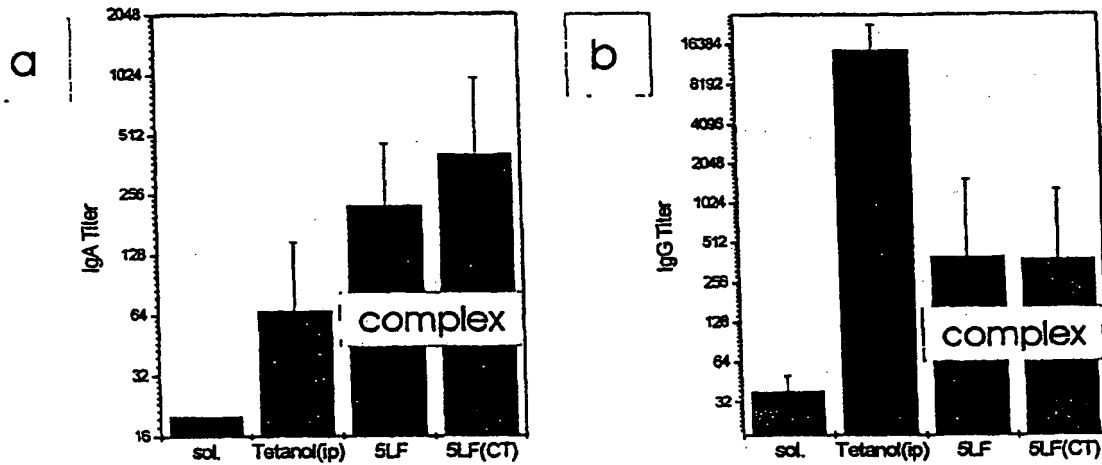 a
2048
1024
512
256
128
64
32
16
IgA Titer
complex
sol.
Tetanol(ip)
5LF
5LF(CT)
b
16384
8192
4096
2048
1024
512
256
128
64
32
IgG Titer
complex
sol.
Tetanol(ip)
5LF
5LF(CT)